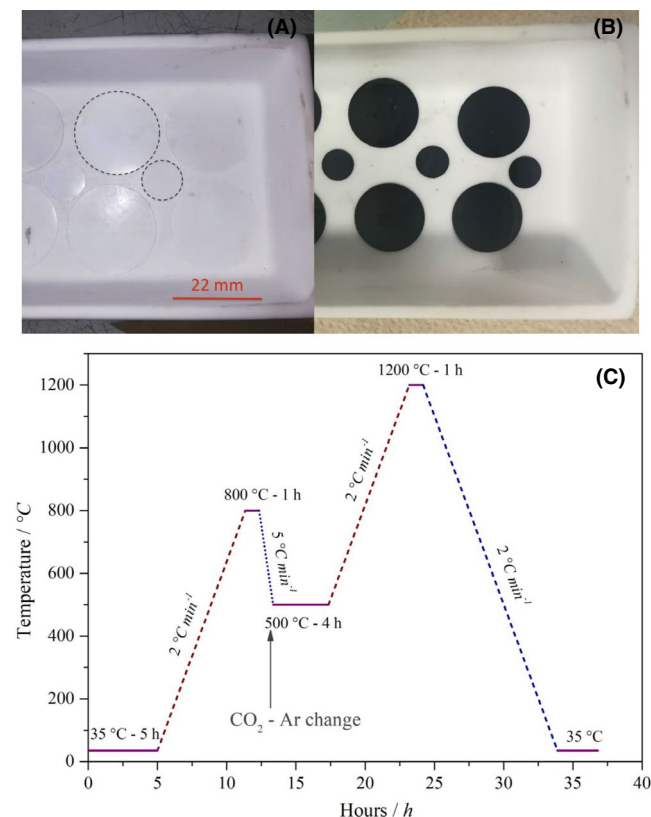 (A) (B)
22 mm
(C)
1200 °C - 1 h
1200
1000
2 °C min⁻¹
800 °C - 1 h
800
5 °C min⁻¹
2 °C min⁻¹
600
500 °C - 4 h
2 °C min⁻¹
400
CO₂ - Ar change
200
35 °C - 5 h
35 °C
0
0 5 10 15 20 25 30 35 40
Temperature / °C
Hours / h